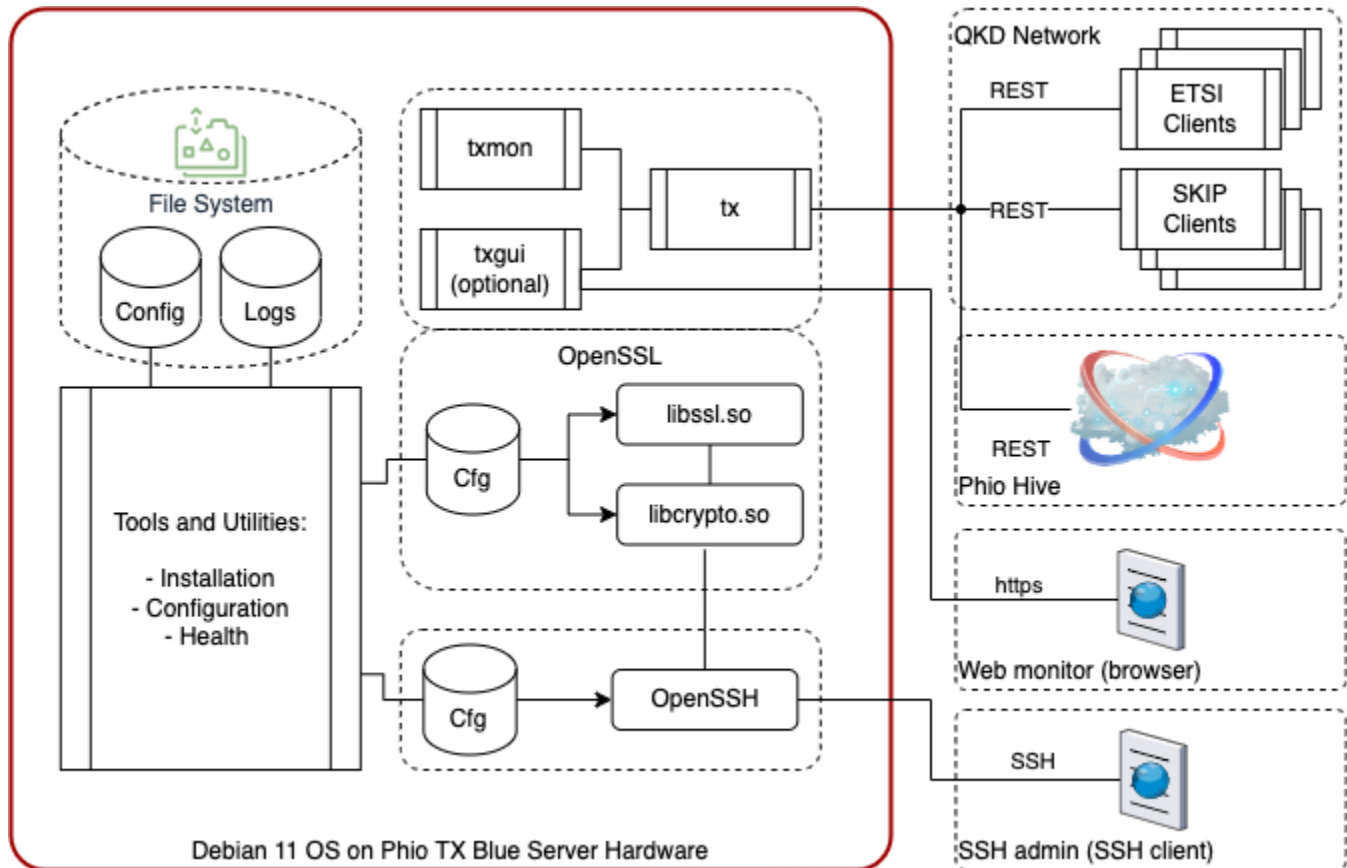 QKD Network
REST
ETSI
Clients
REST
SKIP
Clients
txmon
tx
txgui
(optional)
File System
Config
Logs
OpenSSL
libssl.so
Cfg
libcrypto.so
REST
Phio Hive
Tools and Utilities:
- Installation
- Configuration
- Health
https
Web monitor (browser)
Cfg
OpenSSH
SSH
SSH admin (SSH client)
Debian 11 OS on Phio TX Blue Server Hardware